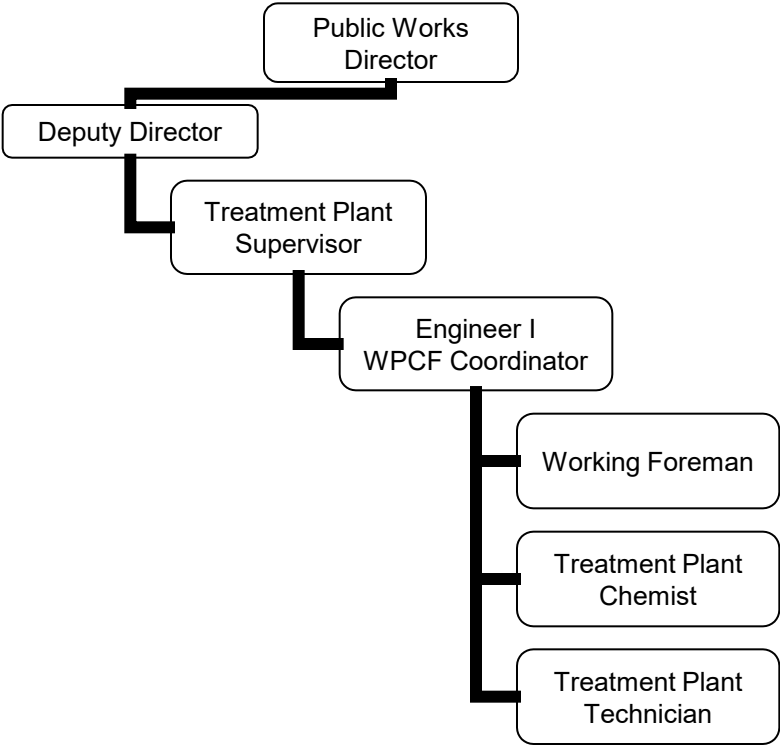 Public Works
Director
Deputy Director
Treatment Plant
Supervisor
Engineer I
WPCF Coordinator
Working Foreman
Treatment Plant
Chemist
Treatment Plant
Technician